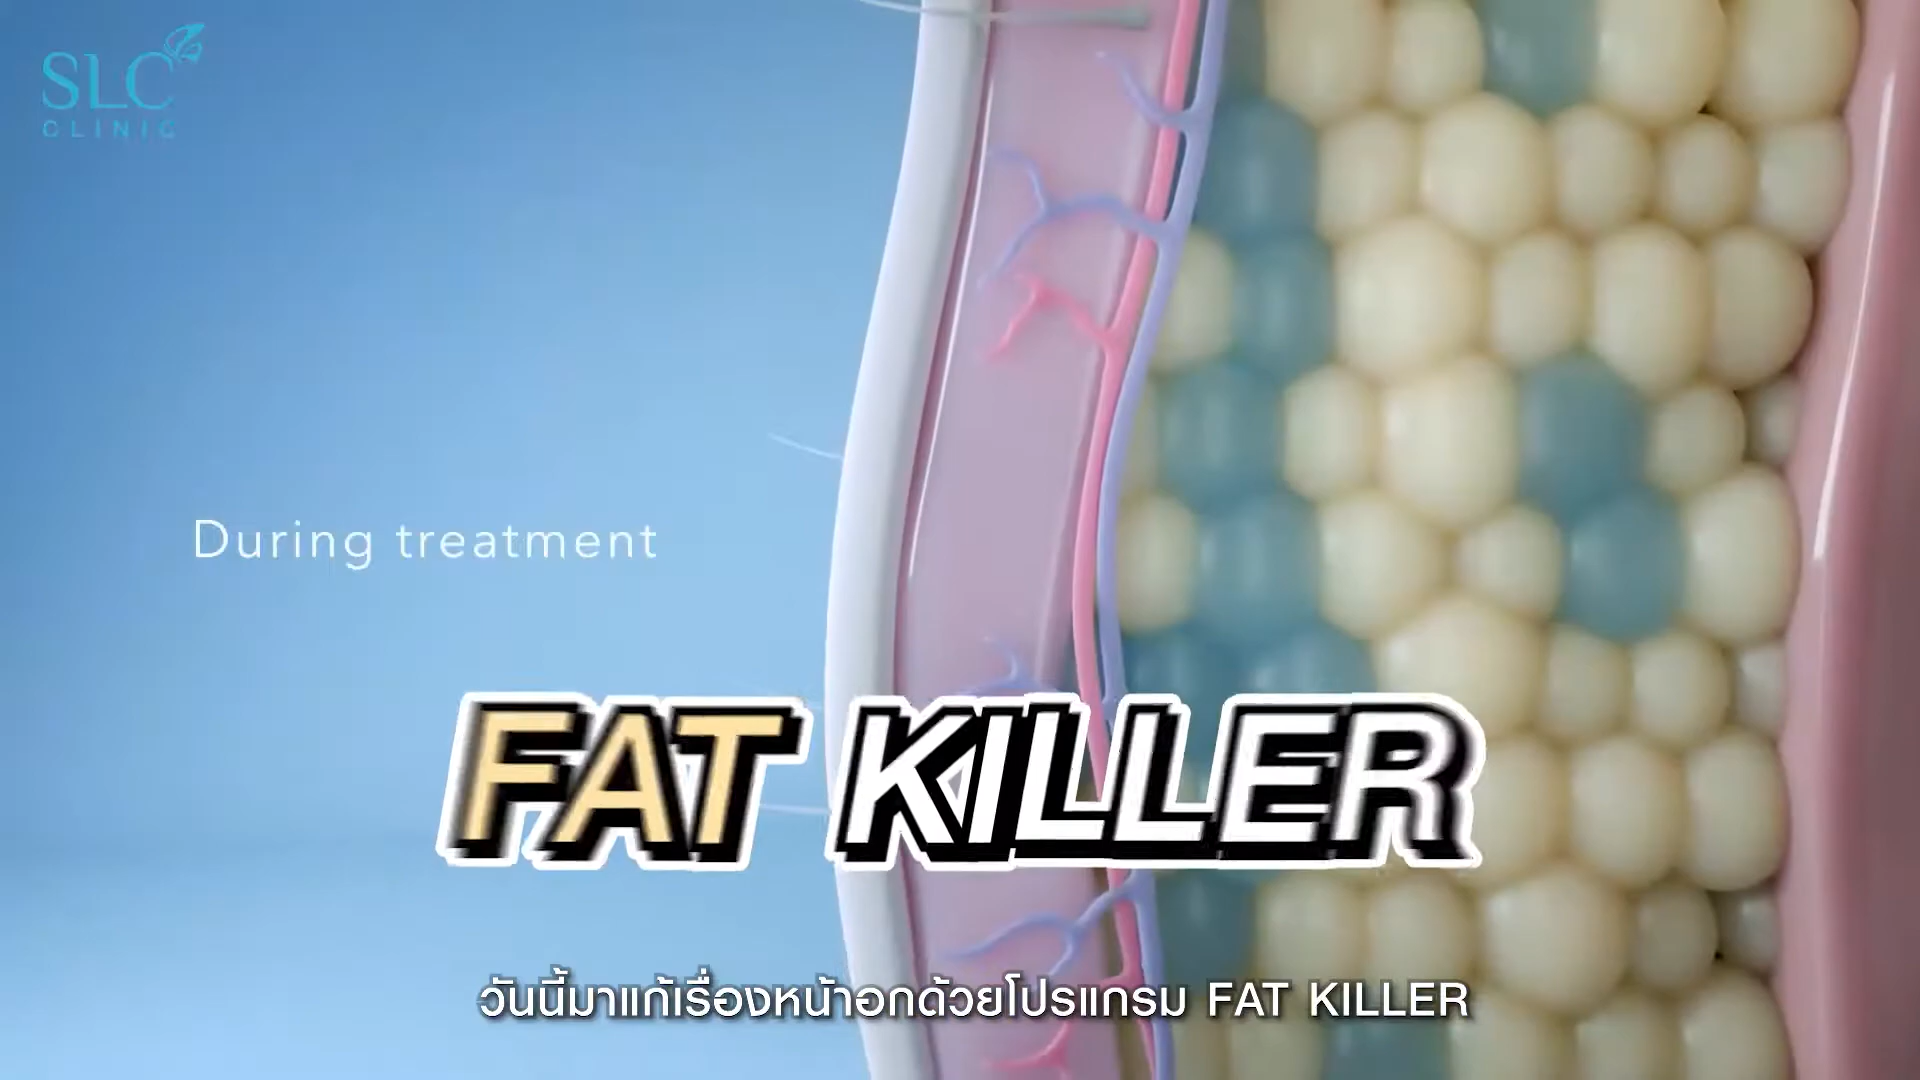 SLC
CLINIC
During treatment
FAT KILLER
วันนี้มาแก้เรื่องหน้าอกด้วยโปรแกรม FAT KILLER